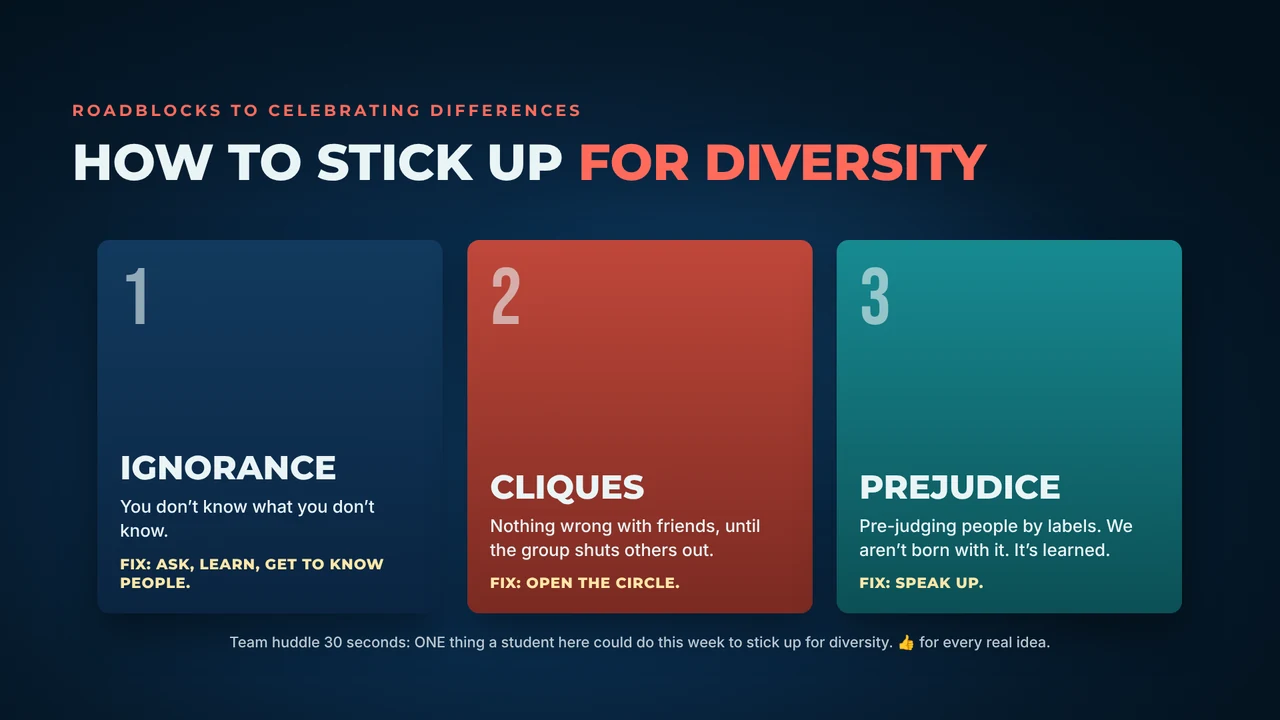 ROADBLOCKS TO CELEBRATING DIFFERENCES
HOW TO STICK UP FOR DIVERSITY
1
IGNORANCE
You don’t know what you don’t
know.
FIX: ASK, LEARN, GET TO KNOW
PEOPLE.
2
CLIQUES
Nothing wrong with friends, until
the group shuts others out.
FIX: OPEN THE CIRCLE.
3
PREJUDICE
Pre-judging people by labels. We
aren’t born with it. It’s learned.
FIX: SPEAK UP.
Team huddle 30 seconds: ONE thing a student here could do this week to stick up for diversity. 👍 for every real idea.